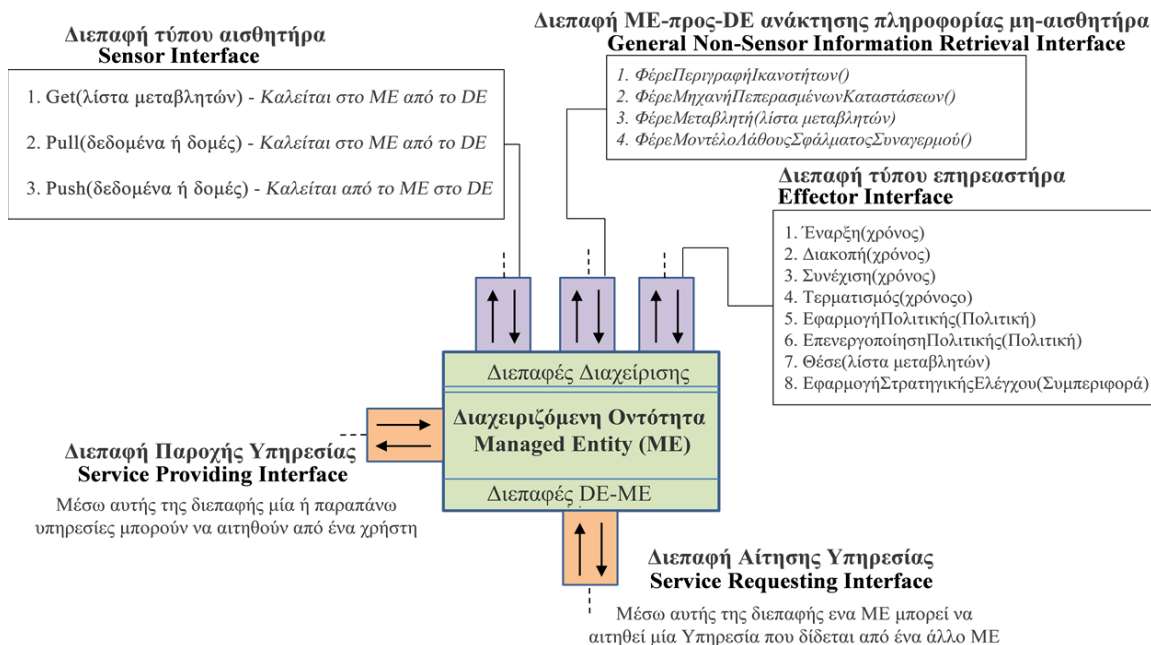 Διεπαφή τύπου αισθητήρα
Sensor Interface
1. Get(λίστα μεταβλητών) - Καλείται στο ME από το DE
2. Pull(δεδομένα ή δομές) - Καλείται στο ME από το DE
3. Push(δεδομένα ή δομές) - Καλείται από το ME στο DE
Διεπαφή ME-προς-DE ανάκτησης πληροφορίας μη-αισθητήρα
General Non-Sensor Information Retrieval Interface
1. ΦέρεΠεριγραφήΙκανοτήτων()
2. ΦέρεΜηχανήΠεπερασμένωνΚαταστάσεων()
3. ΦέρεΜεταβλητή(λίστα μεταβλητών)
4. ΦέρεΜοντέλοΛάθουςΣφάλματοςΣυναγερμού()
Διεπαφή τύπου επηρεαστήρα
Effector Interface
1. Έναρξη(χρόνος)
2. Διακοπή(χρόνος)
3. Συνέχιση(χρόνος)
4. Τερματισμός(χρόνοςο)
5. ΕφαρμογήΠολιτικής(Πολιτική)
6. ΕπενεργοποίησηΠολιτικής(Πολιτική)
7. Θέσε(λίστα μεταβλητών)
8. ΕφαρμογήΣτρατηγικήςΕλέγχου(Συμπεριφορά)
Διεπαφές Διαχείρισης
Διαχειριζόμενη Οντότητα
Managed Entity (ME)
Διεπαφές DE-ME
Διεπαφή Παροχής Υπηρεσίας
Service Providing Interface
Μέσω αυτής της διεπαφής μία ή παραπάνω
υπηρεσίες μπορούν να αιτηθούν από ένα χρήστη
Διεπαφή Αίτησης Υπηρεσίας
Service Requesting Interface
Μέσω αυτής της διεπαφής ενα ME μπορεί να
αιτηθεί μία Υπηρεσία που δίδεται από ένα άλλο ME